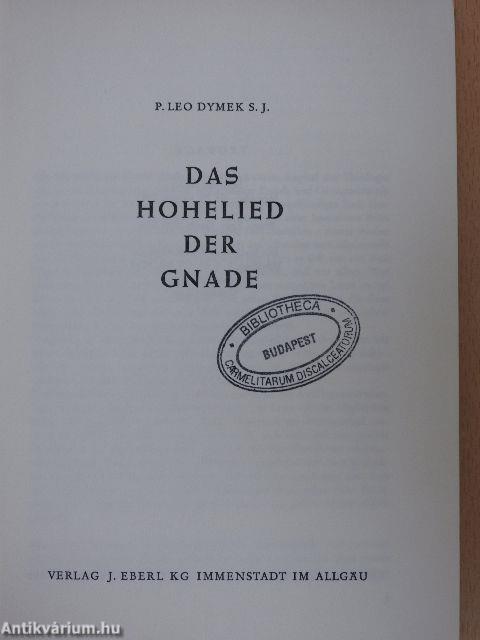 P. LEO DYMEK S. J.
DAS
HOHELIED
DER
GNADE
BIBLIOTHECA
BUDAPEST
CARMELITARUM DISCALCEATORUM
VERLAG J. EBERL KG IMMENSTADT IM ALLGÄU
Antikvárium.hu